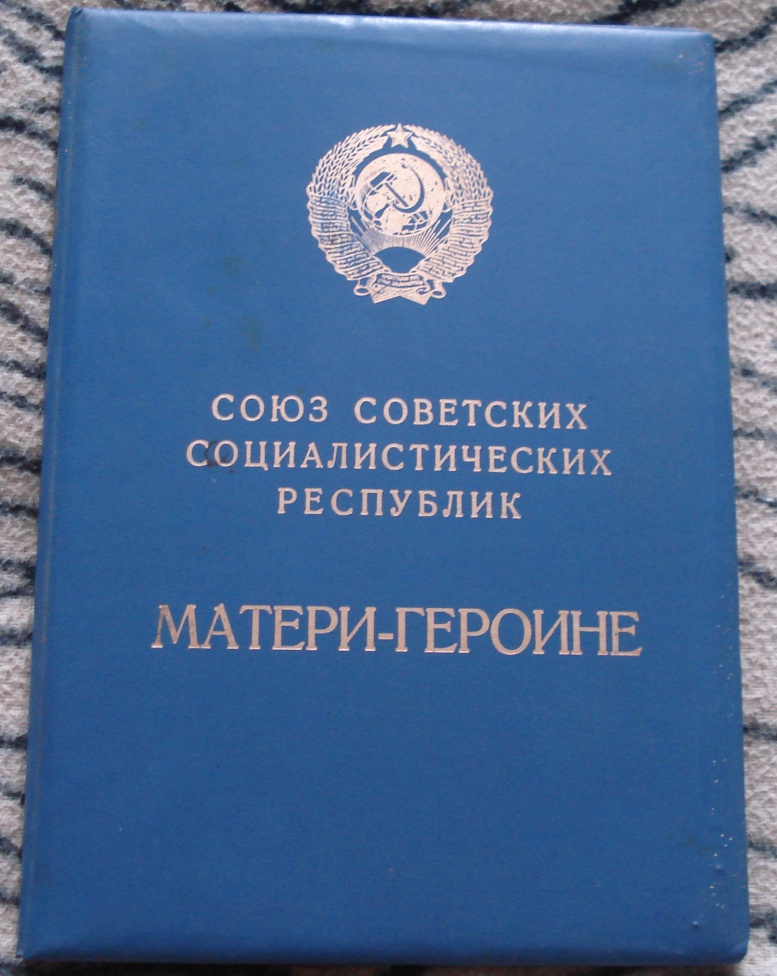 СОЮЗ СОВЕТСКИХ
СОЦИАЛИСТИЧЕСКИХ
РЕСПУБЛИК
МАТЕРИ-ГЕРОИНЕ